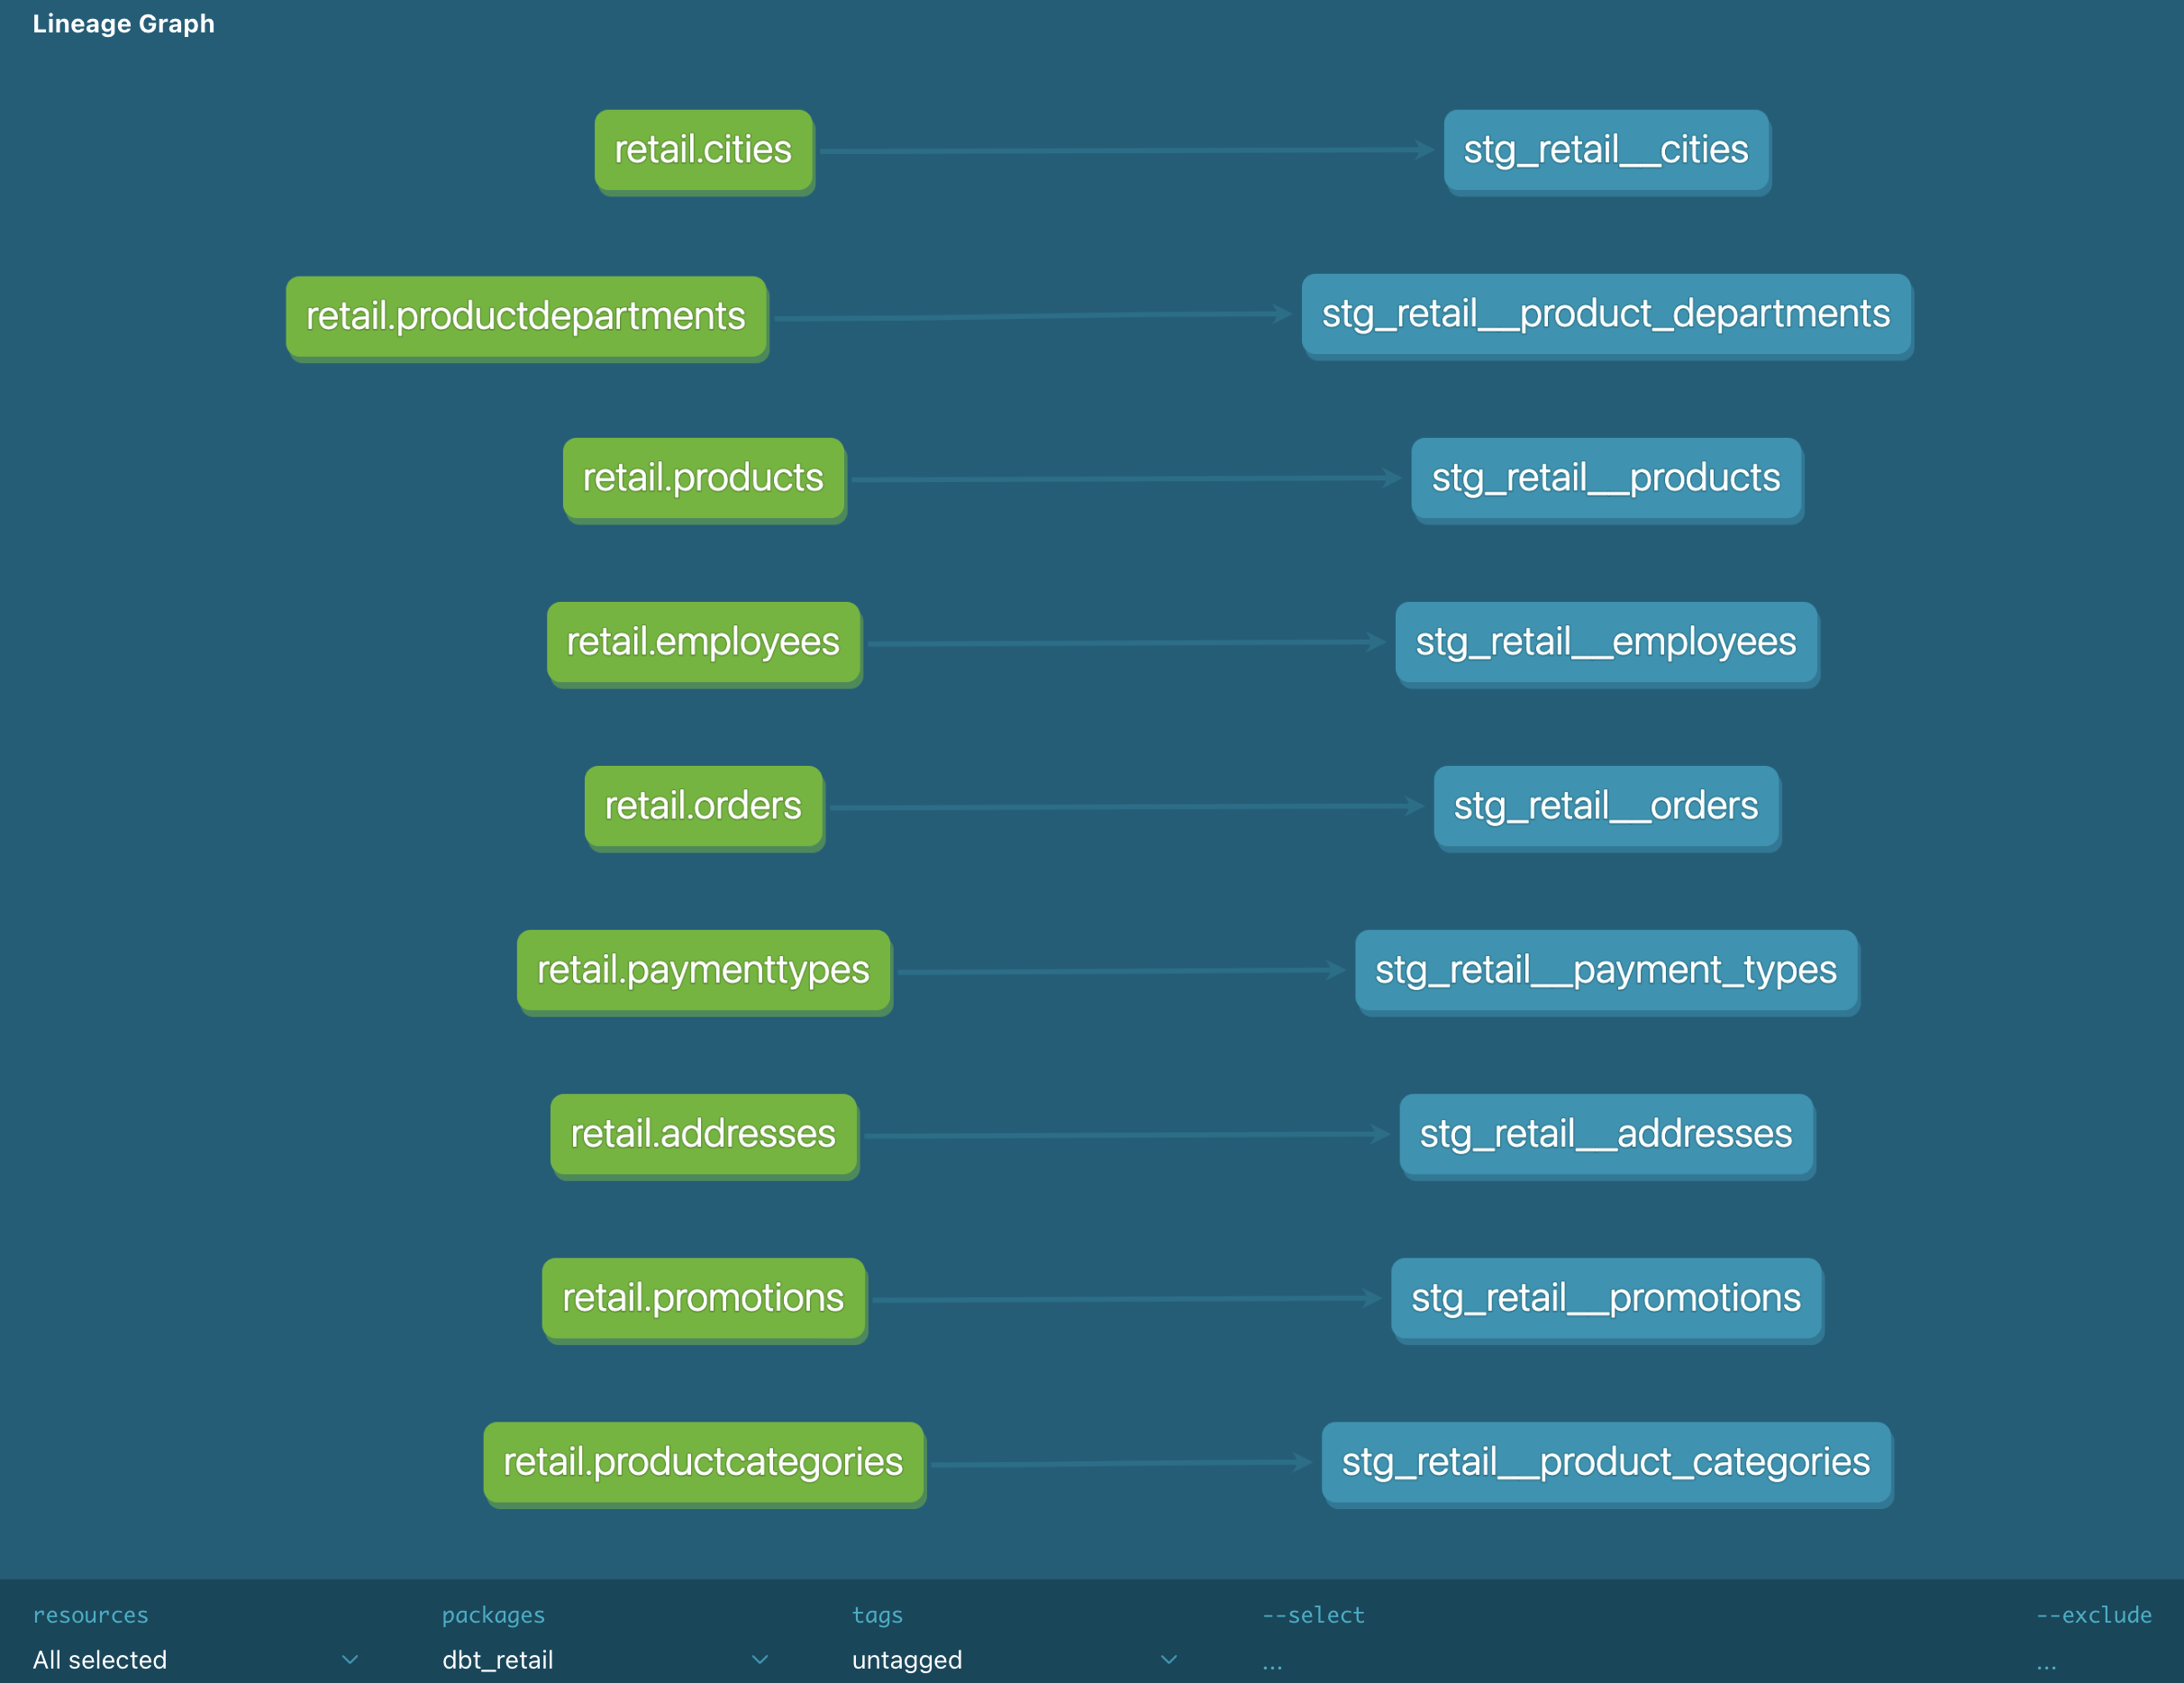 Lineage Graph
retail.cities
stg_retail__cities
retail.productdepartments
stg_retail__product_departments
retail.products
stg_retail__products
retail.employees
stg_retail__employees
retail.orders
stg_retail__orders
retail.paymenttypes
stg_retail__payment_types
retail.addresses
stg_retail__addresses
retail.promotions
stg_retail__promotions
retail.productcategories
stg_retail__product_categories
resources
All selected
packages
dbt_retail
tags
untagged
--select
...
--exclude
...